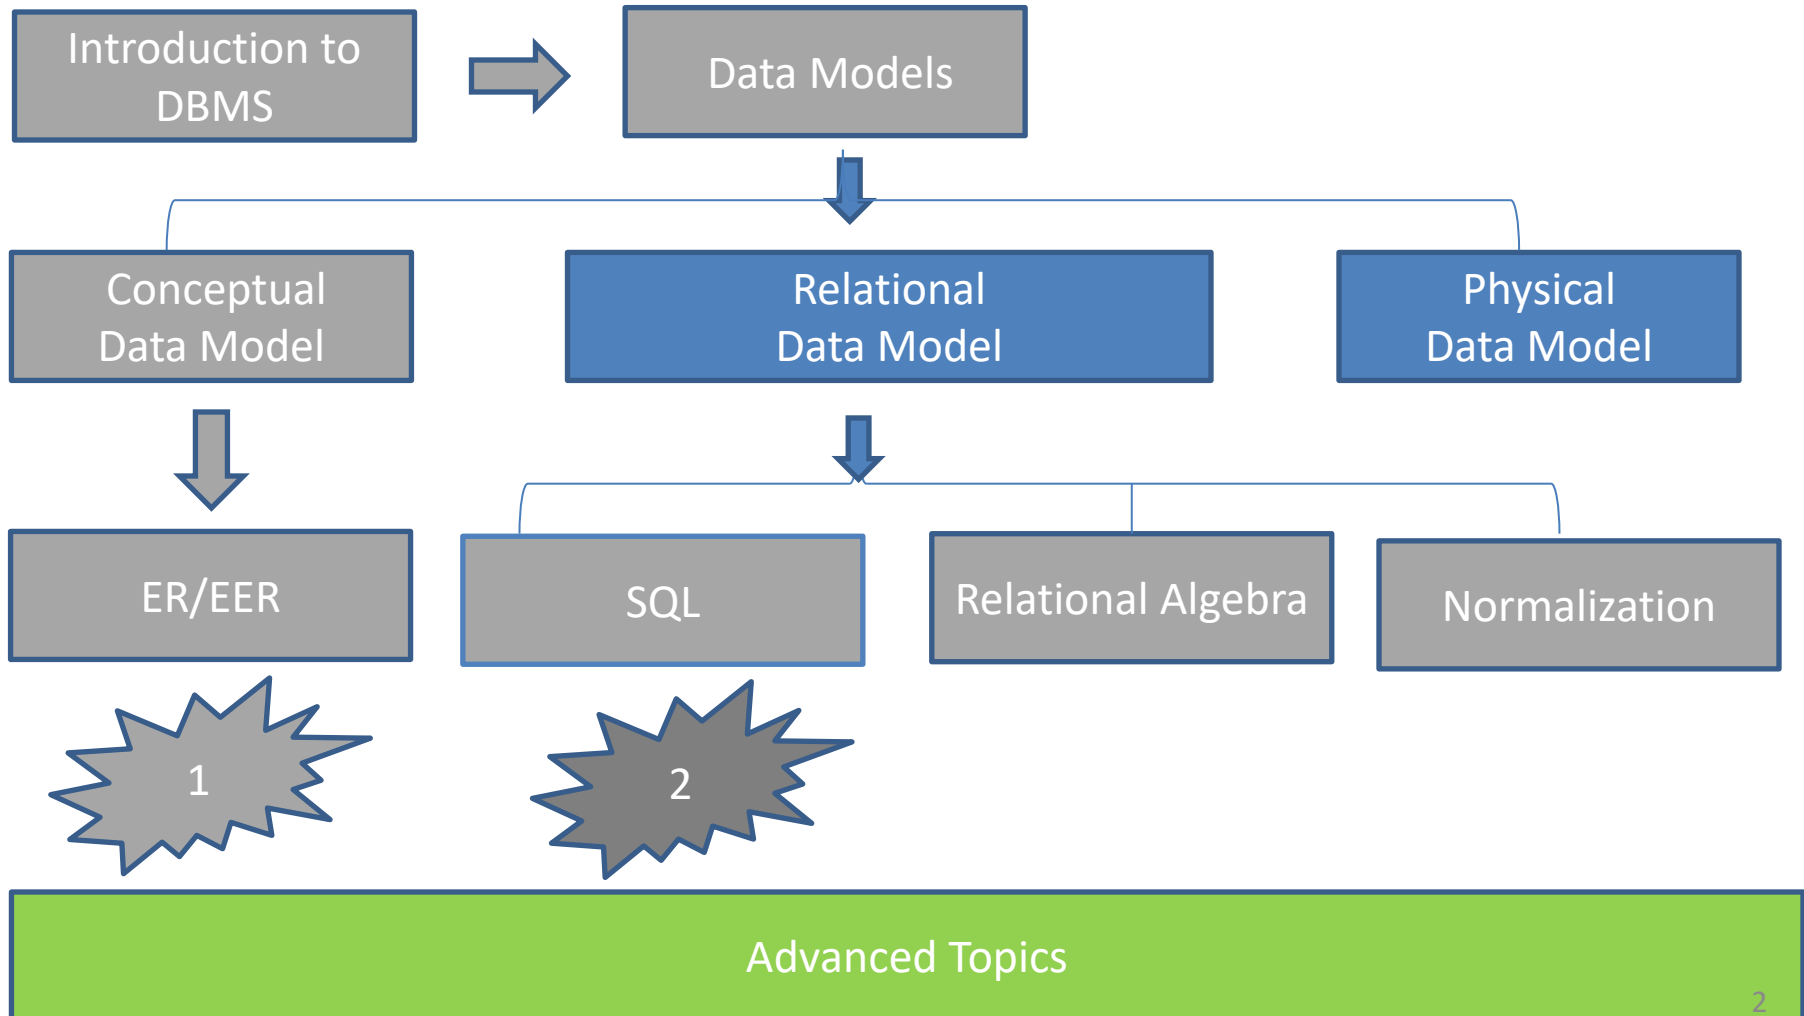 Introduction to
DBMS
Data Models
Conceptual
Data Model
Relational
Data Model
Physical
Data Model
ER/EER
SQL
Relational Algebra
Normalization
1
2
Advanced Topics
2